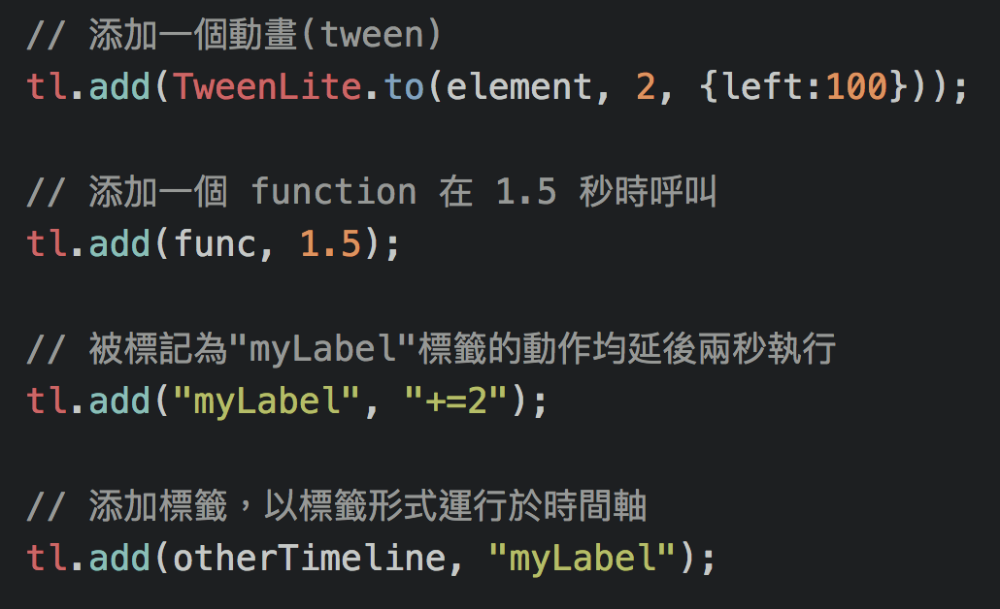 // 添加一個動畫(tween)
tl.add(TweenLite.to(element, 2, {left:100}));
// 添加一個 function 在 1.5 秒時呼叫
tl.add(func, 1.5);
// 被標記為"myLabel"標籤的動作均延後兩秒執行
tl.add("myLabel", "+=2");
// 添加標籤，以標籤形式運行於時間軸
tl.add(otherTimeline, "myLabel");